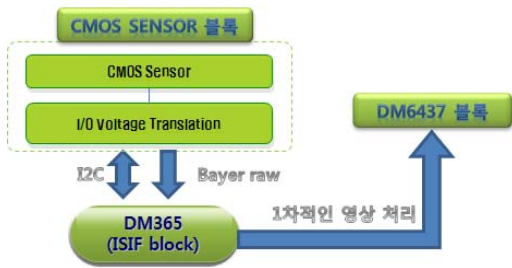 CMOS SENSOR 블록
CMOS Sensor
I/O Voltage Translation
DM6437 블록
I2C
Bayer raw
DM365
(ISIF block)
1차적인 영상 처리